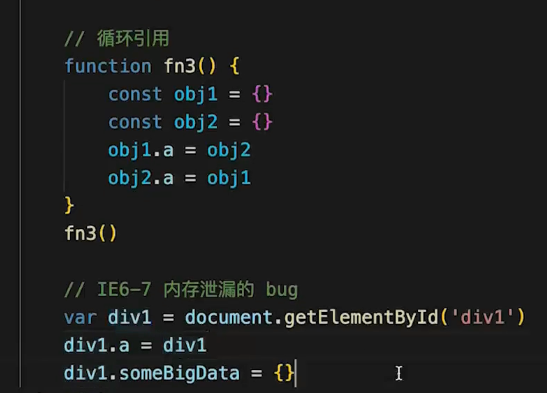 // 循环引用
function fn3() {
    const obj1 = {}
    const obj2 = {}
    obj1.a = obj2
    obj2.a = obj1
}
fn3()
// IE6-7 内存泄漏的 bug
var div1 = document.getElementById('div1')
div1.a = div1
div1.someBigData = {}